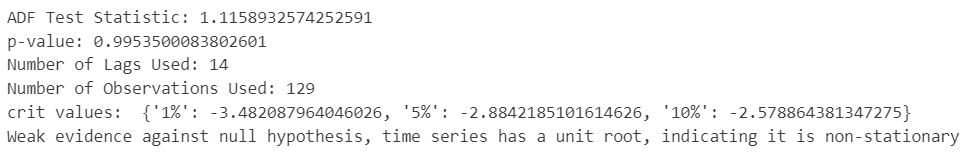 ADF Test Statistic: 1.1158932574252591
p-value: 0.9953500083802601
Number of Lags Used: 14
Number of Observations Used: 129
crit values:  {'1%': -3.482087964046026, '5%': -2.8842185101614626, '10%': -2.578864381347275}
Weak evidence against null hypothesis, time series has a unit root, indicating it is non-stationary